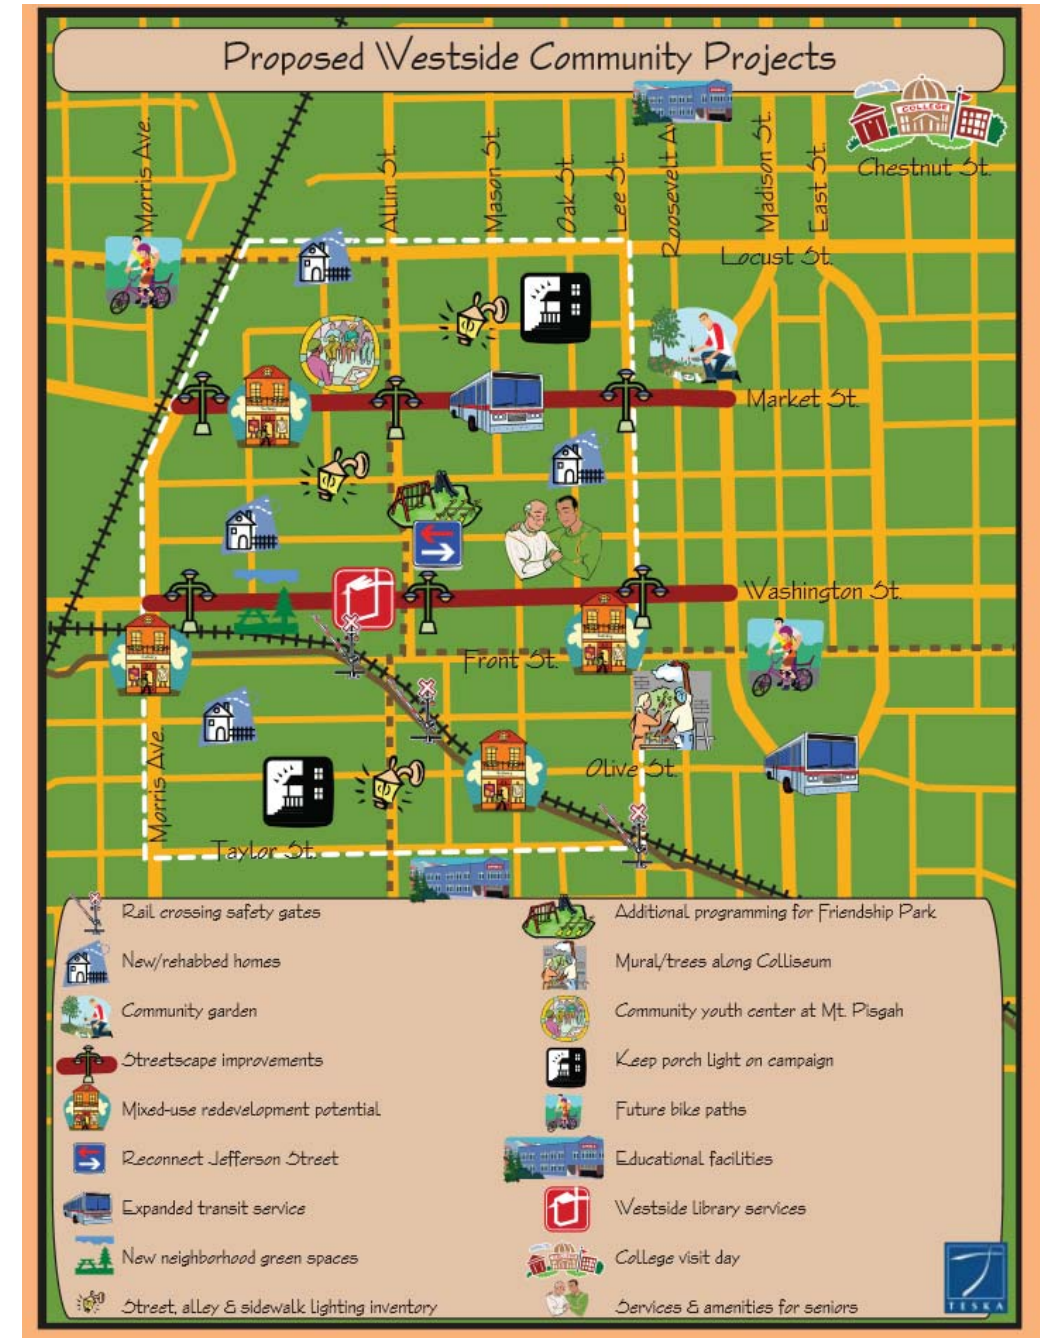 Proposed Westside Community Projects
COLLEGE
Chestnut St.
Morris Ave.
Allin St.
Mason St.
Oak St.
Lee St.
Roosevelt Av
Madison St.
East St.
Locust St.
Market St.
Washington St.
Front St.
Olive St.
Morris Ave.
Taylor St.
Rail crossing safety gates
New/rehabbed homes
Community garden
Streetscape improvements
Mixed-use redevelopment potential
Reconnect Jefferson Street
Expanded transit service
New neighborhood green spaces
Street, alley & sidewalk lighting inventory
Additional programming for Friendship Park
Mural/trees along Colliseum
Community youth center at Mt. Pisgah
Keep porch light on campaign
Future bike paths
Educational facilities
Westside library services
College visit day
Services & amenities for seniors
TESKA